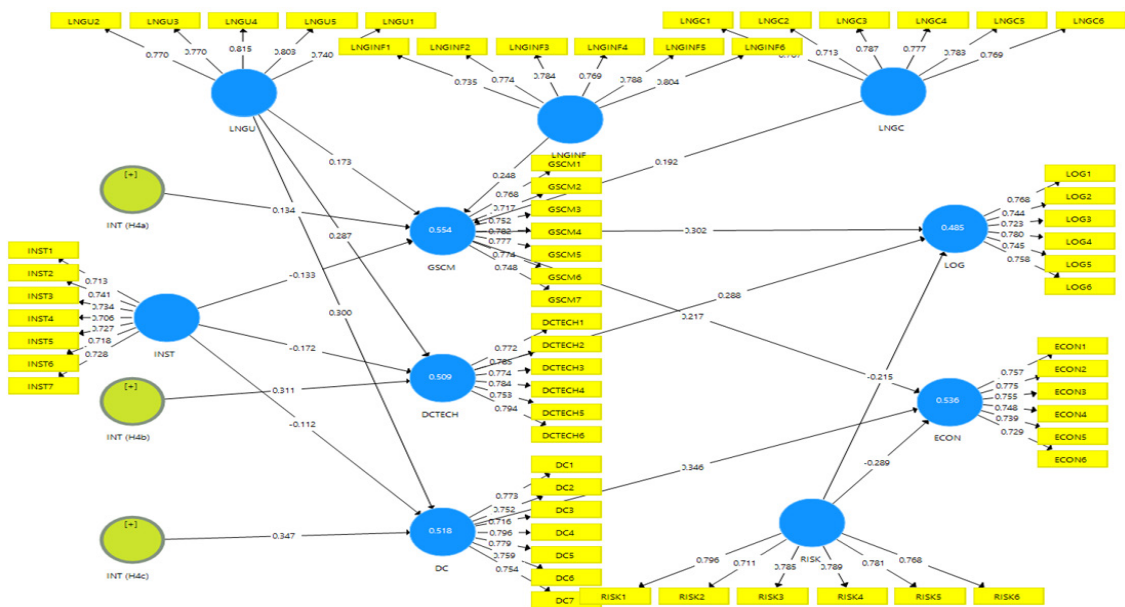 LNGU2 LNGU3 LNGU4 LNGU5 LNGU1
0.770 0.770 0.815 0.803 0.740
LNGU
LNGINF1 LNGINF2 LNGINF3 LNGINF4 LNGINF5 LNGINF6
0.735 0.774 0.784 0.769 0.788 0.804
LNGINF
LNGC1 LNGC2 LNGC3 LNGC4 LNGC5 LNGC6
0.713 0.787 0.777 0.783 0.769
LNGC
0.173
0.248
0.192
[+]
INT (H4a)
0.134
0.287
-0.133
0.300
INST1
INST2
INST3
INST4
INST5
INST6
INST7
0.713
0.741
0.734
0.706
0.727
0.718
0.728
INST
-0.172
-0.112
[+]
INT (H4b)
0.311
[+]
INT (H4c)
0.347
0.554
GSCM
GSCM1
GSCM2
GSCM3
GSCM4
GSCM5
GSCM6
GSCM7
0.768
0.717
0.752
0.782
0.777
0.774
0.748
0.509
DCTECH
DCTECH1
DCTECH2
DCTECH3
DCTECH4
DCTECH5
DCTECH6
0.772
0.774
0.784
0.753
0.794
0.518
DC
DC1
DC2
DC3
DC4
DC5
DC6
DC7
0.773
0.752
0.716
0.796
0.779
0.759
0.754
0.302
0.288
0.217
-0.215
0.346
-0.289
0.485
LOG
LOG1
LOG2
LOG3
LOG4
LOG5
LOG6
0.768
0.744
0.723
0.780
0.745
0.758
0.536
ECON
ECON1
ECON2
ECON3
ECON4
ECON5
ECON6
0.757
0.775
0.755
0.748
0.739
0.729
RISK
0.796 0.711 0.785 0.789 0.781 0.768
RISK1 RISK2 RISK3 RISK4 RISK5 RISK6